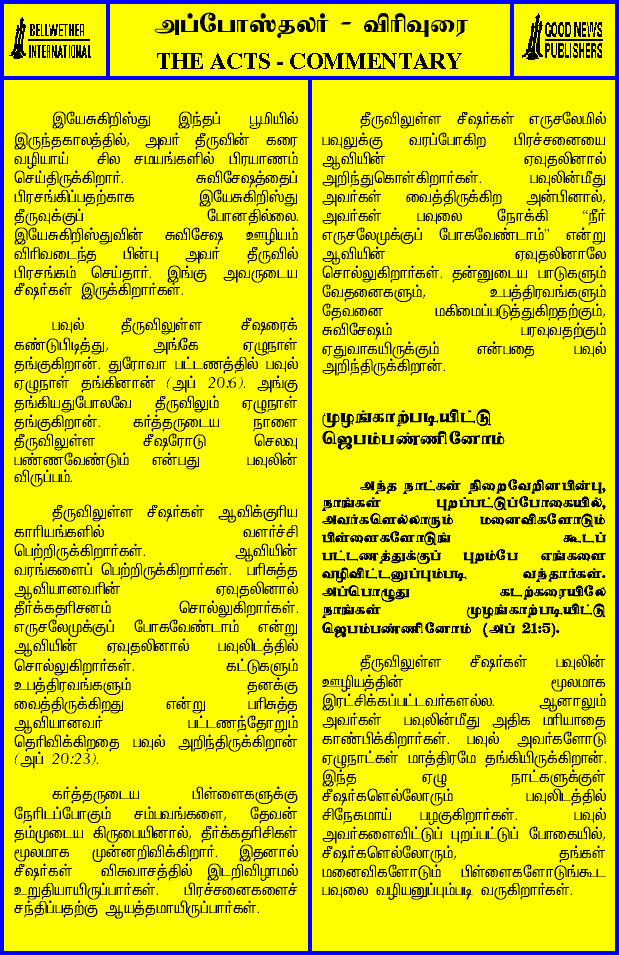 BELLWETHER
INTERNATIONAL
அப்போஸ்தலர் - விரிவுரை
THE ACTS - COMMENTARY
GOOD NEWS
PUBLISHERS
இயேசுகிறிஸ்து இந்தப் பூமியில்
இருந்தகாலத்தில், அவர் தீருவின் கரை
வழியாய் சில சமயங்களில் பிரயாணம்
செய்திருக்கிறார். சுவிசேஷத்தைப்
பிரசங்கிப்பதற்காக இயேசுகிறிஸ்து
தீருவுக்குப் போனதில்லை.
இயேசுகிறிஸ்துவின் சுவிசேஷ ஊழியம்
விரிவடைந்த பின்பு அவர் தீருவில்
பிரசங்கம் செய்தார். இங்கு அவருடைய
சீஷர்கள் இருக்கிறார்கள்.
பவுல் தீருவிலுள்ள சீஷரைக்
கண்டுபிடித்து, அங்கே ஏழுநாள்
தங்குகிறான். துரோவா பட்டணத்தில் பவுல்
ஏழுநாள் தங்கினான் (அப் 20:6). அங்கு
தங்கியதுபோலவே தீருவிலும் ஏழுநாள்
தங்குகிறான். கர்த்தருடைய நாளை
தீருவிலுள்ள சீஷரோடு செலவு
பண்ணவேண்டும் என்பது பவுலின்
விருப்பம்.
தீருவிலுள்ள சீஷர்கள் ஆவிக்குரிய
காரியங்களில் வளர்ச்சி
பெற்றிருக்கிறார்கள். ஆவியின்
வரங்களைப் பெற்றிருக்கிறார்கள். பரிசுத்த
ஆவியானவரின் ஏவுதலினால்
தீர்க்கதரிசனம் சொல்லுகிறார்கள்.
எருசலேமுக்குப் போகவேண்டாம் என்று
ஆவியின் ஏவுதலினால் பவுலிடத்தில்
சொல்லுகிறார்கள். கட்டுகளும்
உபத்திரவங்களும் தனக்கு
வைத்திருக்கிறது என்று பரிசுத்த
ஆவியானவர் பட்டணந்தோறும்
தெரிவிக்கிறதை பவுல் அறிந்திருக்கிறான்
(அப் 20:23).
கர்த்தருடைய பிள்ளைகளுக்கு
நேரிடப்போகும் சம்பவங்களை, தேவன்
தம்முடைய கிருபையினால், தீர்க்கதரிசிகள்
மூலமாக முன்னறிவிக்கிறார். இதனால்
சீஷர்கள் விசுவாசத்தில் இடறிவிழாமல்
உறுதியாயிருப்பார்கள். பிரச்சனைகளைச்
சந்திப்பதற்கு ஆயத்தமாயிருப்பார்கள்.
தீருவிலுள்ள சீஷர்கள் எருசலேமில்
பவுலுக்கு வரப்போகிற பிரச்சனையை
ஆவியின் ஏவுதலினால்
அறிந்துகொள்கிறார்கள். பவுலின்மீது
அவர்கள் வைத்திருக்கிற அன்பினால்,
அவர்கள் பவுலை நோக்கி “நீர்
எருசலேமுக்குப் போகவேண்டாம்” என்று
ஆவியின் ஏவுதலினாலே
சொல்லுகிறார்கள். தன்னுடைய பாடுகளும்
வேதனைகளும், உபத்திரவங்களும்
தேவனை மகிமைப்படுத்துகிறதற்கும்,
சுவிசேஷம் பரவுவதற்கும்
ஏதுவாகயிருக்கும் என்பதை பவுல்
அறிந்திருக்கிறான்.
முழங்காற்படியிட்டு
ஜெபம்பண்ணினோம்
அந்த நாட்கள் நிறைவேறினபின்பு,
நாங்கள் புறப்பட்டுப்போகையில்,
அவர்களெல்லாரும் மனைவிகளோடும்
பிள்ளைகளோடுங் கூடப்
பட்டணத்துக்குப் புறம்பே எங்களை
வழிவிட்டனுப்பும்படி வந்தார்கள்.
அப்பொழுது கடற்கரையிலே
நாங்கள் முழங்காற்படியிட்டு
ஜெபம்பண்ணினோம் (அப் 21:5).
தீருவிலுள்ள சீஷர்கள் பவுலின்
ஊழியத்தின் மூலமாக
இரட்சிக்கப்பட்டவர்களல்ல. ஆனாலும்
அவர்கள் பவுலின்மீது அதிக மரியாதை
காண்பிக்கிறார்கள். பவுல் அவர்களோடு
ஏழுநாட்கள் மாத்திரமே தங்கியிருக்கிறான்.
இந்த ஏழு நாட்களுக்குள்
சீஷர்களெல்லோரும் பவுலிடத்தில்
சிநேகமாய் பழகுகிறார்கள். பவுல்
அவர்களைவிட்டுப் புறப்பட்டுப் போகையில்,
சீஷர்களெல்லோரும், தங்கள்
மனைவிகளோடும் பிள்ளைகளோடுங்கூட
பவுலை வழியனுப்பும்படி வருகிறார்கள்.